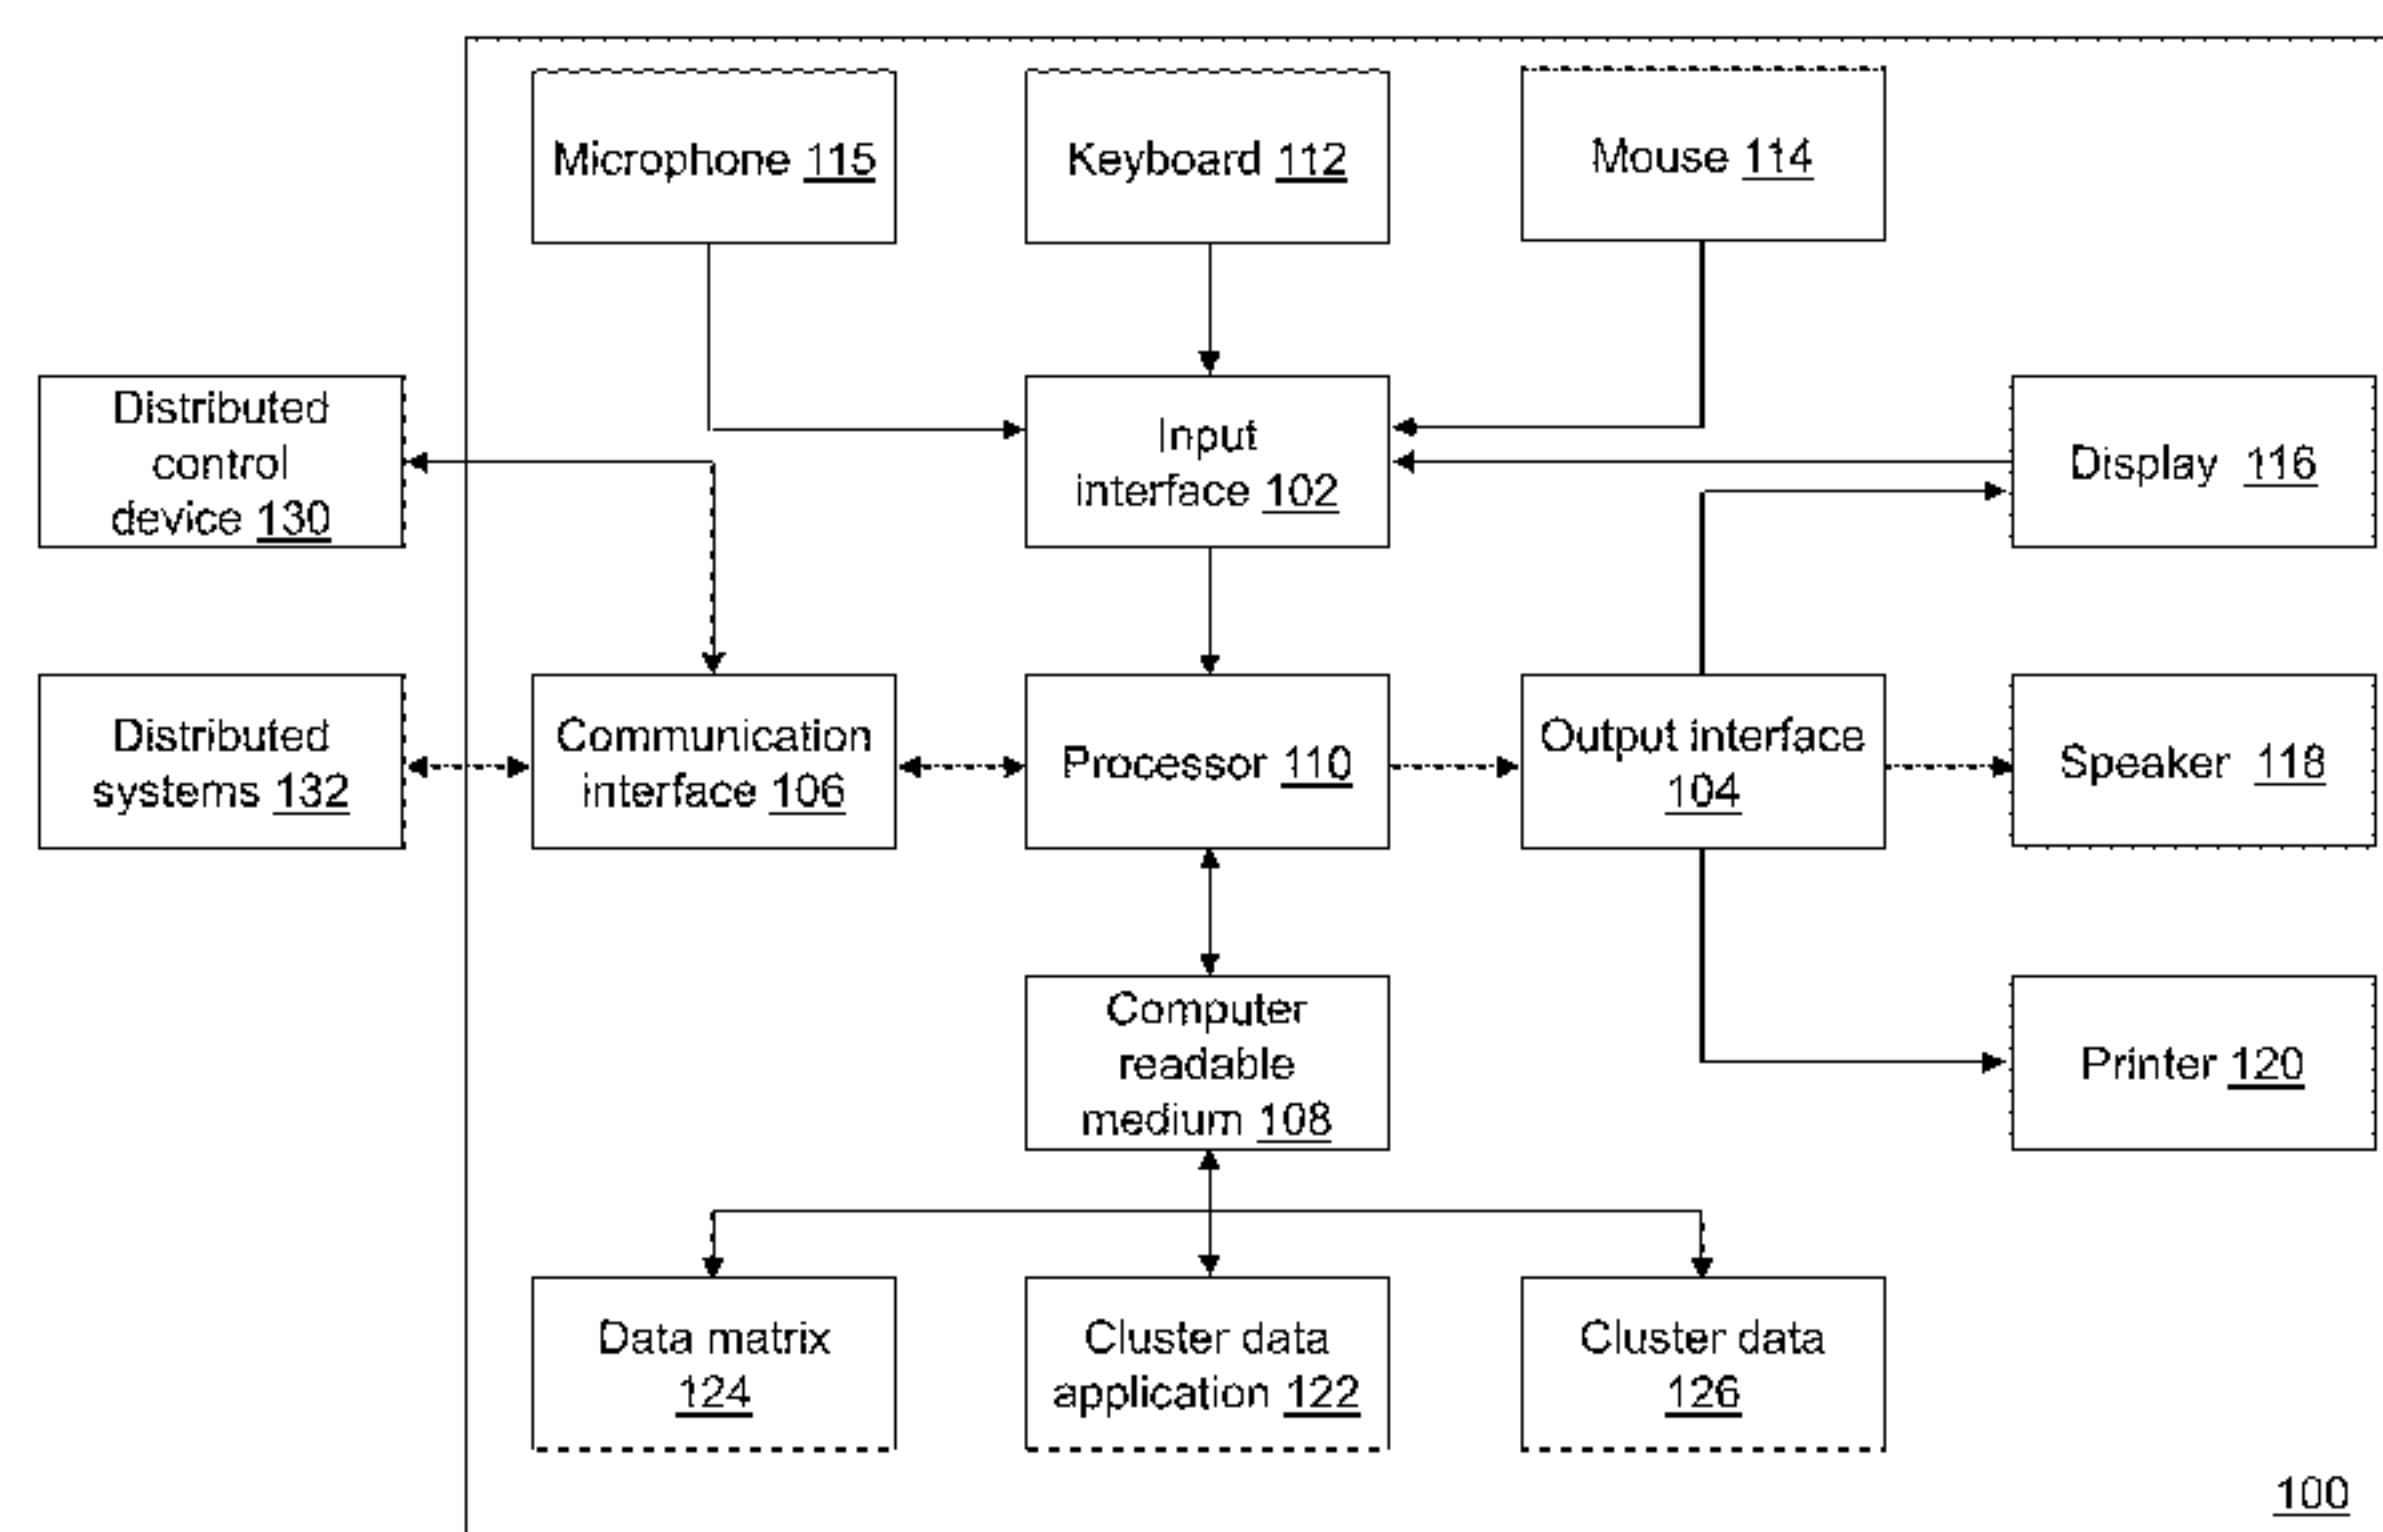 Microphone 115
Keyboard 112
Mouse 114
Distributed
control
device 130
Input
interface 102
Display 116
Distributed
systems 132
Communication
interface 106
Processor 110
Output interface
104
Speaker 118
Computer
readable
medium 108
Printer 120
Data matrix
124
Cluster data
application 122
Cluster data
126
100